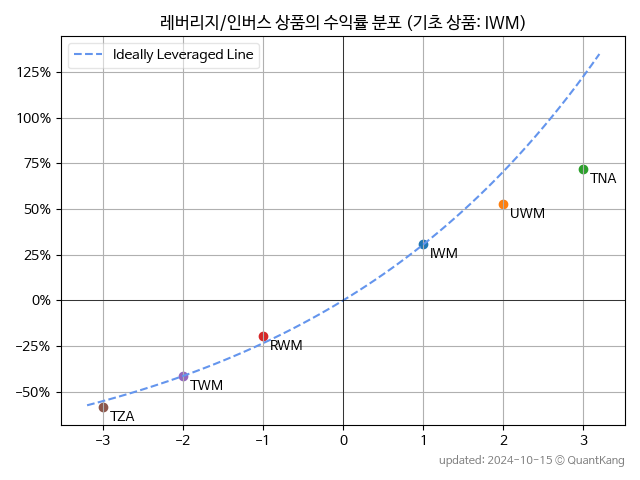 레버리지/인버스 상품의 수익률 분포 (기초 상품: IWM)
Ideally Leveraged Line
125%
100%
75%
50%
25%
0%
−25%
−50%
TNA
UWM
IWM
RWM
TWM
TZA
−3 −2 −1 0 1 2 3
updated: 2024-10-15 © QuantKang